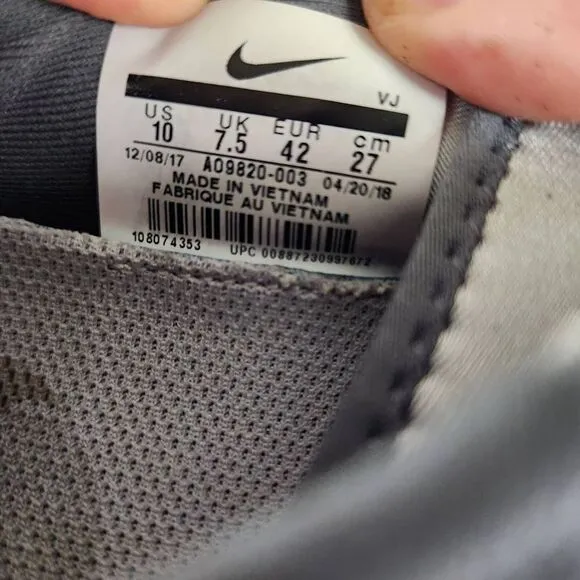 VJ
US UK EUR cm
10 7.5 42 27
12/08/17 AO9820-003 04/20/18
MADE IN VIETNAM
FABRIQUE AU VIETNAM
108074353 UPC 00887230997672